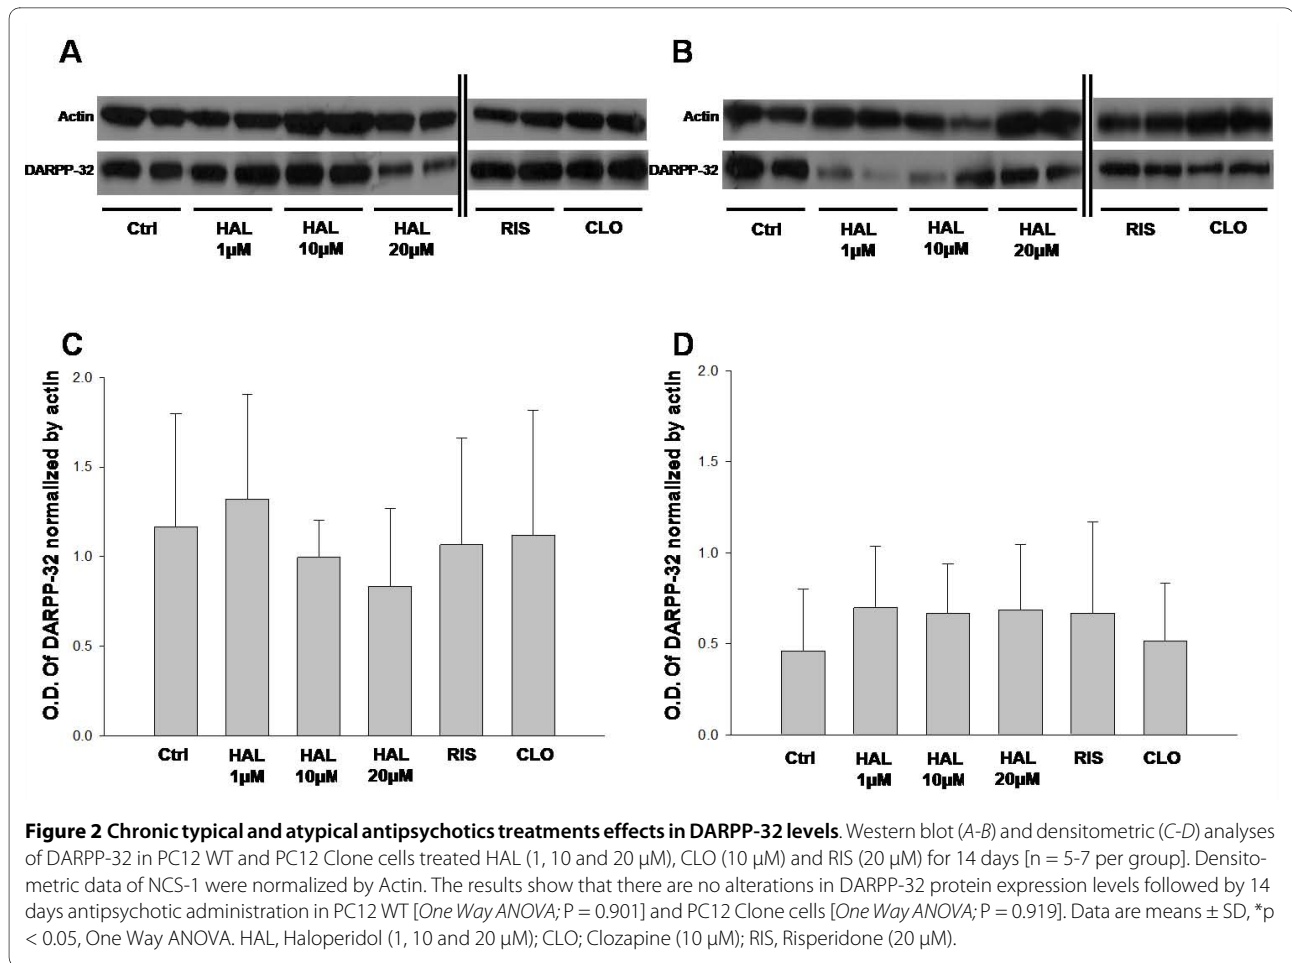 A
B
Actin
DARPP-32
Ctrl HAL 1µM HAL 10µM HAL 20µM RIS CLO
Actin
DARPP-32
Ctrl HAL 1µM HAL 10µM HAL 20µM RIS CLO
C
O.D. Of DARPP-32 normalized by actin
2.0
1.5
1.0
0.5
0.0
Ctrl HAL 1µM HAL 10µM HAL 20µM RIS CLO
D
O.D. Of DARPP-32 normalized by actin
2.0
1.5
1.0
0.5
0.0
Ctrl HAL 1µM HAL 10µM HAL 20µM RIS CLO
Figure 2 Chronic typical and atypical antipsychotics treatments effects in DARPP-32 levels. Western blot (A-B) and densitometric (C-D) analyses
of DARPP-32 in PC12 WT and PC12 Clone cells treated HAL (1, 10 and 20 µM), CLO (10 µM) and RIS (20 µM) for 14 days [n = 5-7 per group]. Densito-
metric data of NCS-1 were normalized by Actin. The results show that there are no alterations in DARPP-32 protein expression levels followed by 14
days antipsychotic administration in PC12 WT [One Way ANOVA; P = 0.901] and PC12 Clone cells [One Way ANOVA; P = 0.919]. Data are means ± SD, *p
< 0.05, One Way ANOVA. HAL, Haloperidol (1, 10 and 20 µM); CLO; Clozapine (10 µM); RIS, Risperidone (20 µM).